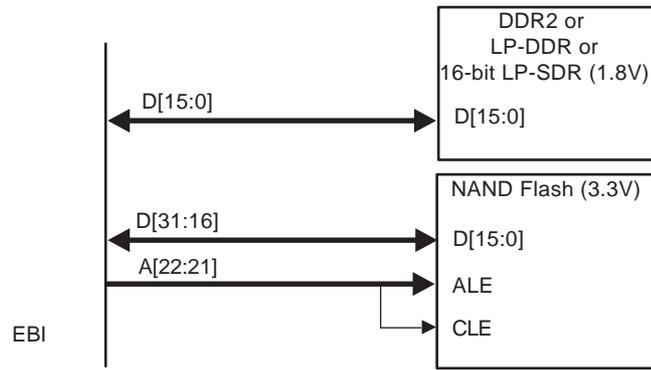 DDR2 or
LP-DDR or
16-bit LP-SDR (1.8V)
D[15:0]
D[15:0]
NAND Flash (3.3V)
D[31:16]
D[15:0]
A[22:21]
ALE
CLE
EBI